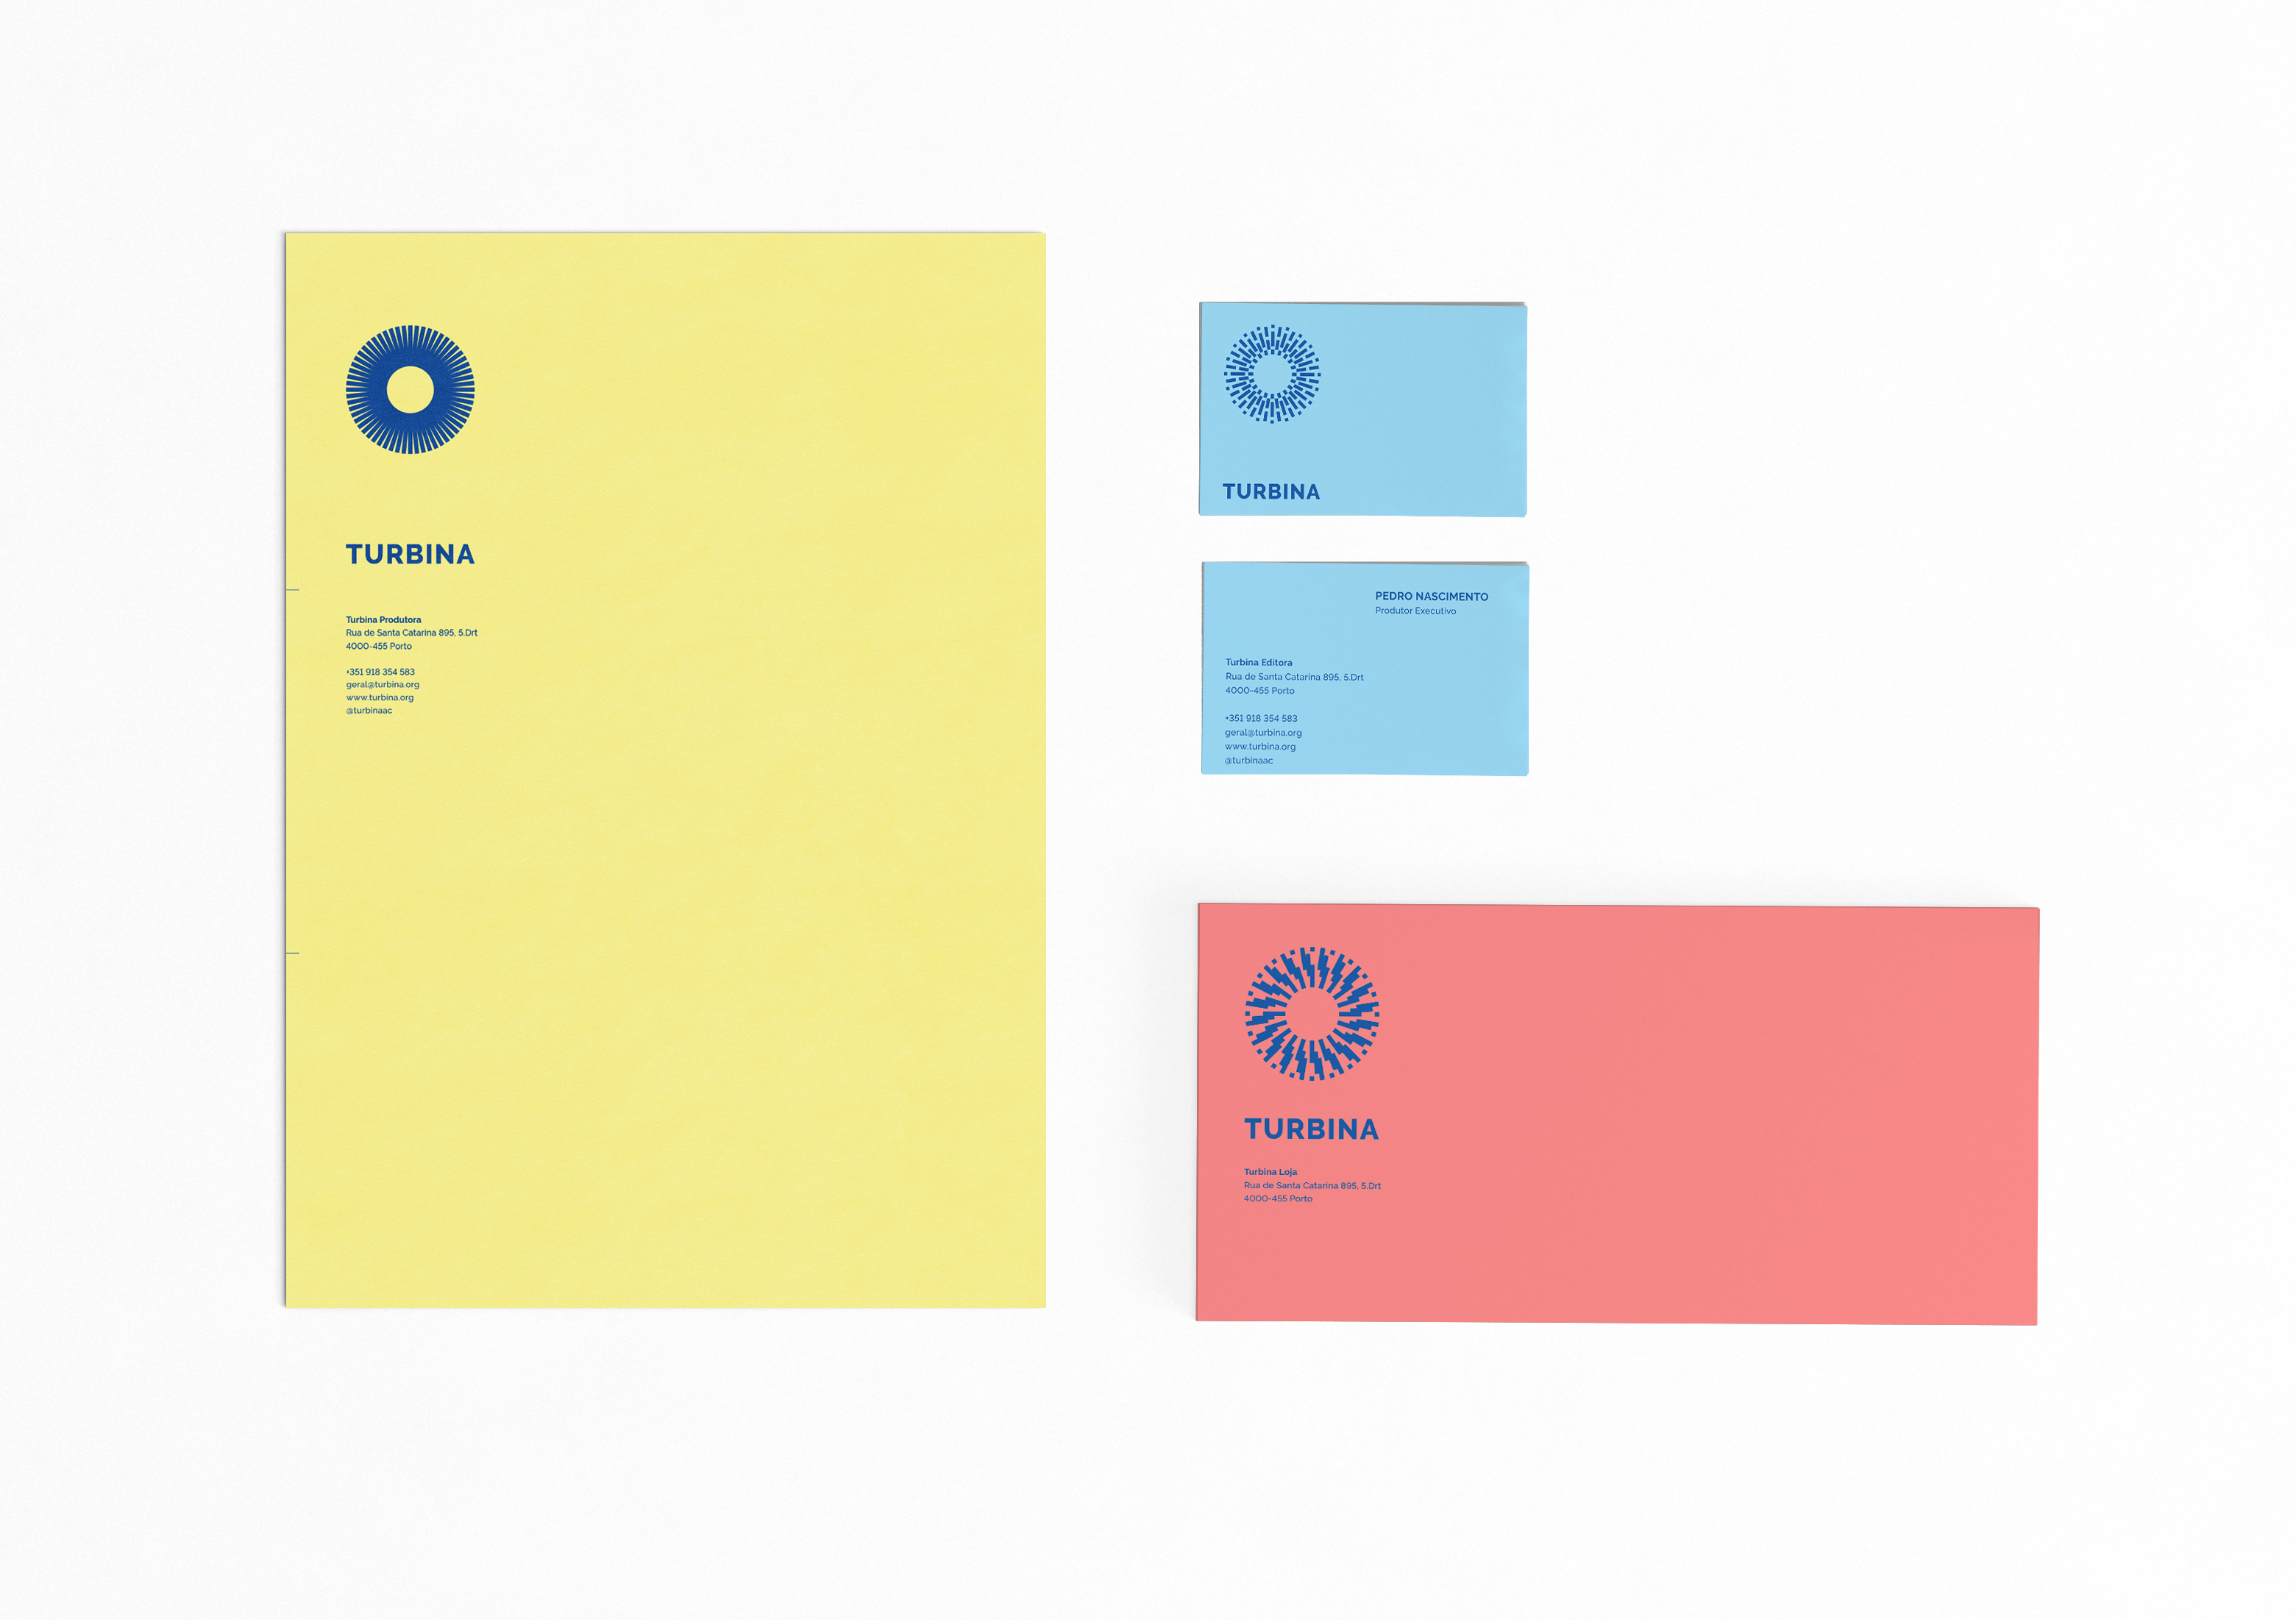 TURBINA
Turbina Produtora
Rua de Santa Catarina 895, 5.Drt
4000-455 Porto
+351 918 354 583
geral@turbina.org
www.turbina.org
@turbinaac
TURBINA
PEDRO NASCIMENTO
Produtor Executivo
Turbina Editora
Rua de Santa Catarina 895, 5.Drt
4000-455 Porto
+351 918 354 583
geral@turbina.org
www.turbina.org
@turbinaac
TURBINA
Turbina Loja
Rua de Santa Catarina 895, 5.Drt
4000-455 Porto